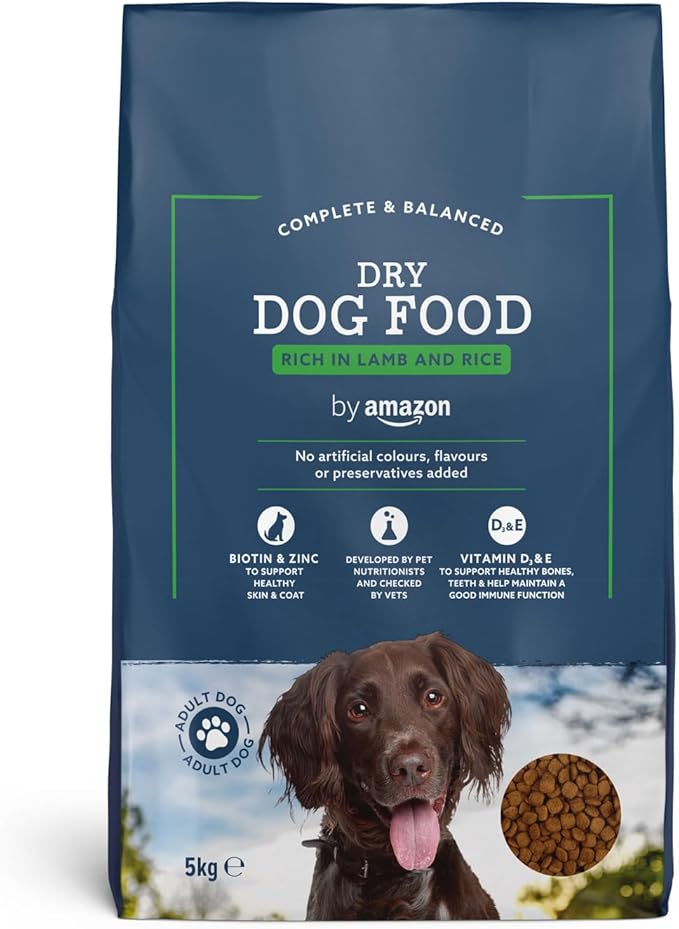 COMPLETE & BALANCED
DRY
DOG FOOD
RICH IN LAMB AND RICE
by amazon
No artificial colours, flavours
or preservatives added
BIOTIN & ZINC
TO SUPPORT
HEALTHY
SKIN & COAT
DEVELOPED BY PET
NUTRITIONISTS
AND CHECKED
BY VETS
D₃&E
VITAMIN D₃&E
TO SUPPORT HEALTHY BONES,
TEETH & HELP MAINTAIN A
GOOD IMMUNE FUNCTION
ADULT DOG
ADULT DOG
5kg ℮